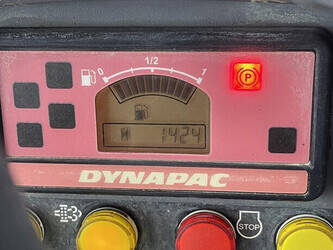 0 1/2 1
P
H 1424
DYNAPAC
STOP